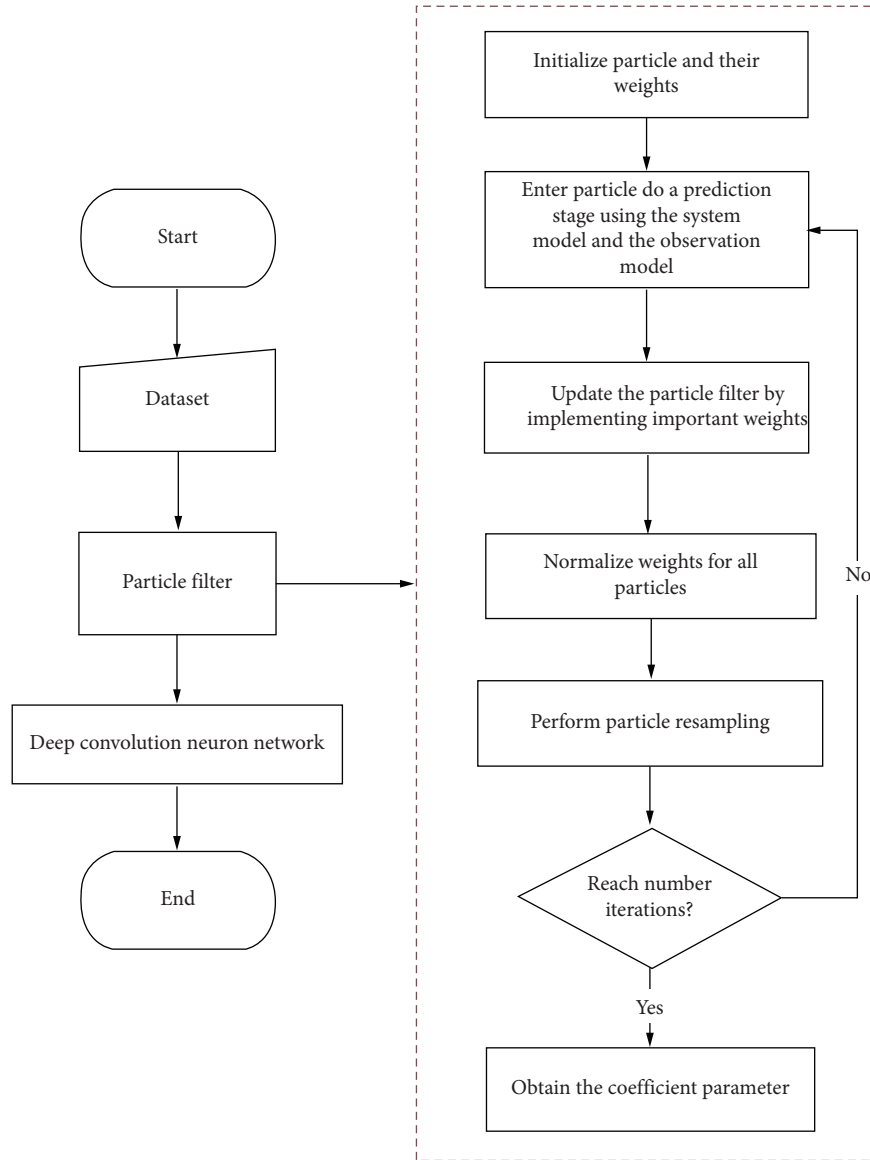 Start
Dataset
Particle filter
Deep convolution neuron network
End
Initialize particle and their
weights
Enter particle do a prediction
stage using the system
model and the observation
model
Update the particle filter by
implementing important weights
Normalize weights for all
particles
Perform particle resampling
Reach number
iterations?
No
Yes
Obtain the coefficient parameter